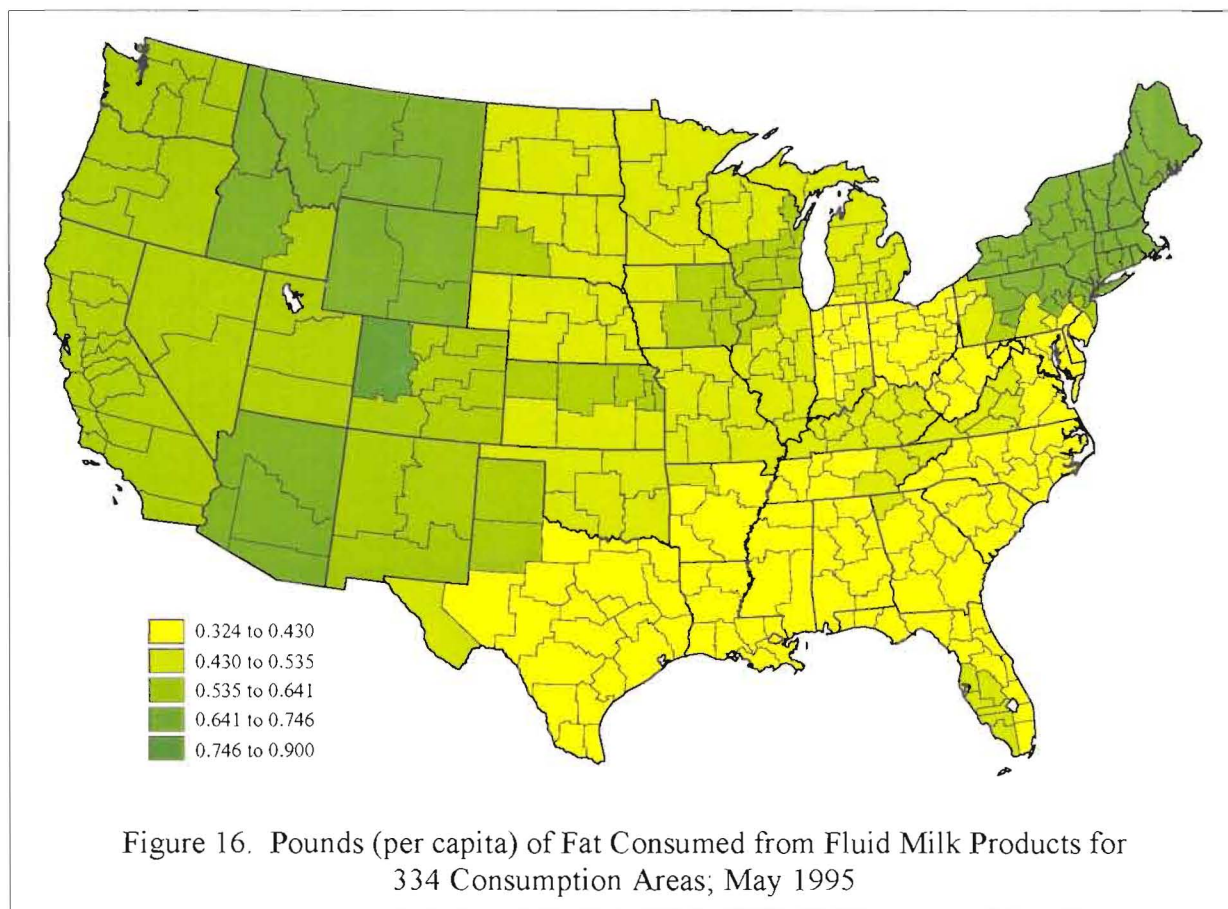 0.324 to 0.430
0.430 to 0.535
0.535 to 0.641
0.641 to 0.746
0.746 to 0.900
Figure 16. Pounds (per capita) of Fat Consumed from Fluid Milk Products for
334 Consumption Areas; May 1995